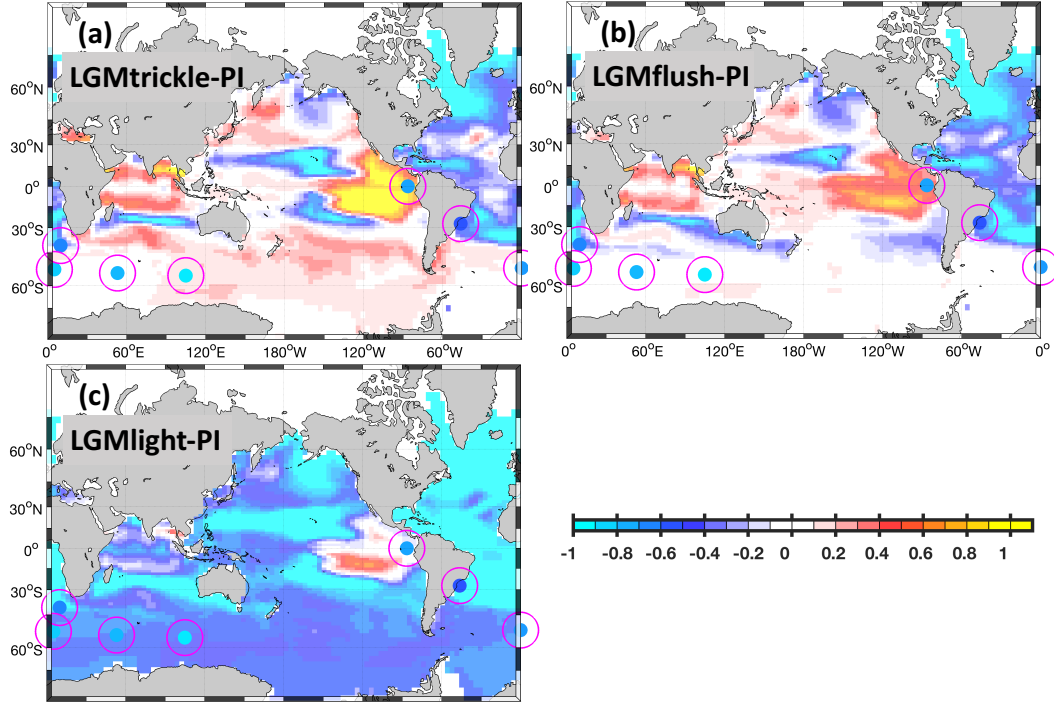 (a)
LGMtrickle-PI
60°N
30°N
0°
30°S
60°S
0°
60°E
120°E
180°W
120°W
60°W
(b)
LGMflush-PI
60°N
30°N
0°
30°S
60°S
0°
60°E
120°E
180°W
120°W
60°W
0°
(c)
LGMlight-PI
60°N
30°N
0°
30°S
60°S
-1 -0.8 -0.6 -0.4 -0.2 0 0.2 0.4 0.6 0.8 1